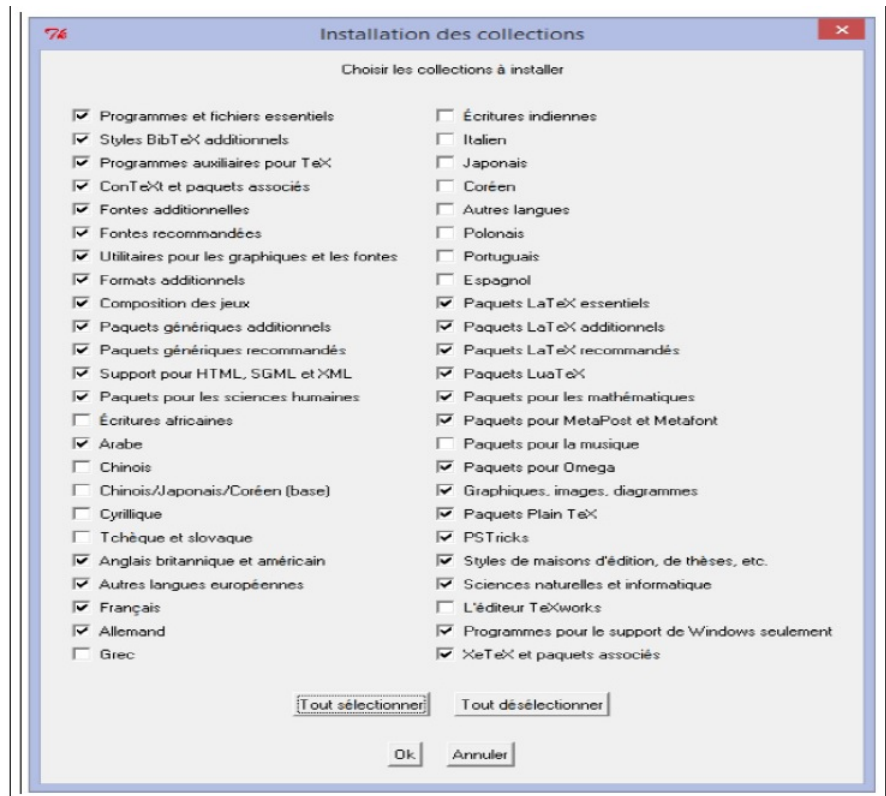 Installation des collections
Choisir les collections à installer
Programmes et fichiers essentiels
Styles BibTeX additionnels
Programmes auxiliaires pour TeX
ConTeXt et paquets associés
Fontes additionnelles
Fontes recommandées
Utilitaires pour les graphiques et les fontes
Formats additionnels
Composition des jeux
Paquets génériques additionnels
Paquets génériques recommandés
Support pour HTML, SGML et XML
Paquets pour les sciences humaines
Écritures africaines
Arabe
Chinois
Chinois/Japonais/Coréen (base)
Cyrillique
Tchèque et slovaque
Anglais britannique et américain
Autres langues européennes
Français
Allemand
Grec
Écritures indiennes
Italien
Japonais
Coréen
Autres langues
Polonais
Portuguais
Espagnol
Paquets LaTeX essentiels
Paquets LaTeX additionnels
Paquets LaTeX recommandés
Paquets LuaTeX
Paquets pour les mathématiques
Paquets pour MetaPost et Metafont
Paquets pour la musique
Paquets pour Omega
Graphiques, images, diagrammes
Paquets Plain TeX
PSTricks
Styles de maisons d'édition, de thèses, etc.
Sciences naturelles et informatique
L'éditeur TeXworks
Programmes pour le support de Windows seulement
XeTeX et paquets associés
Tout sélectionner
Tout désélectionner
Ok
Annuler